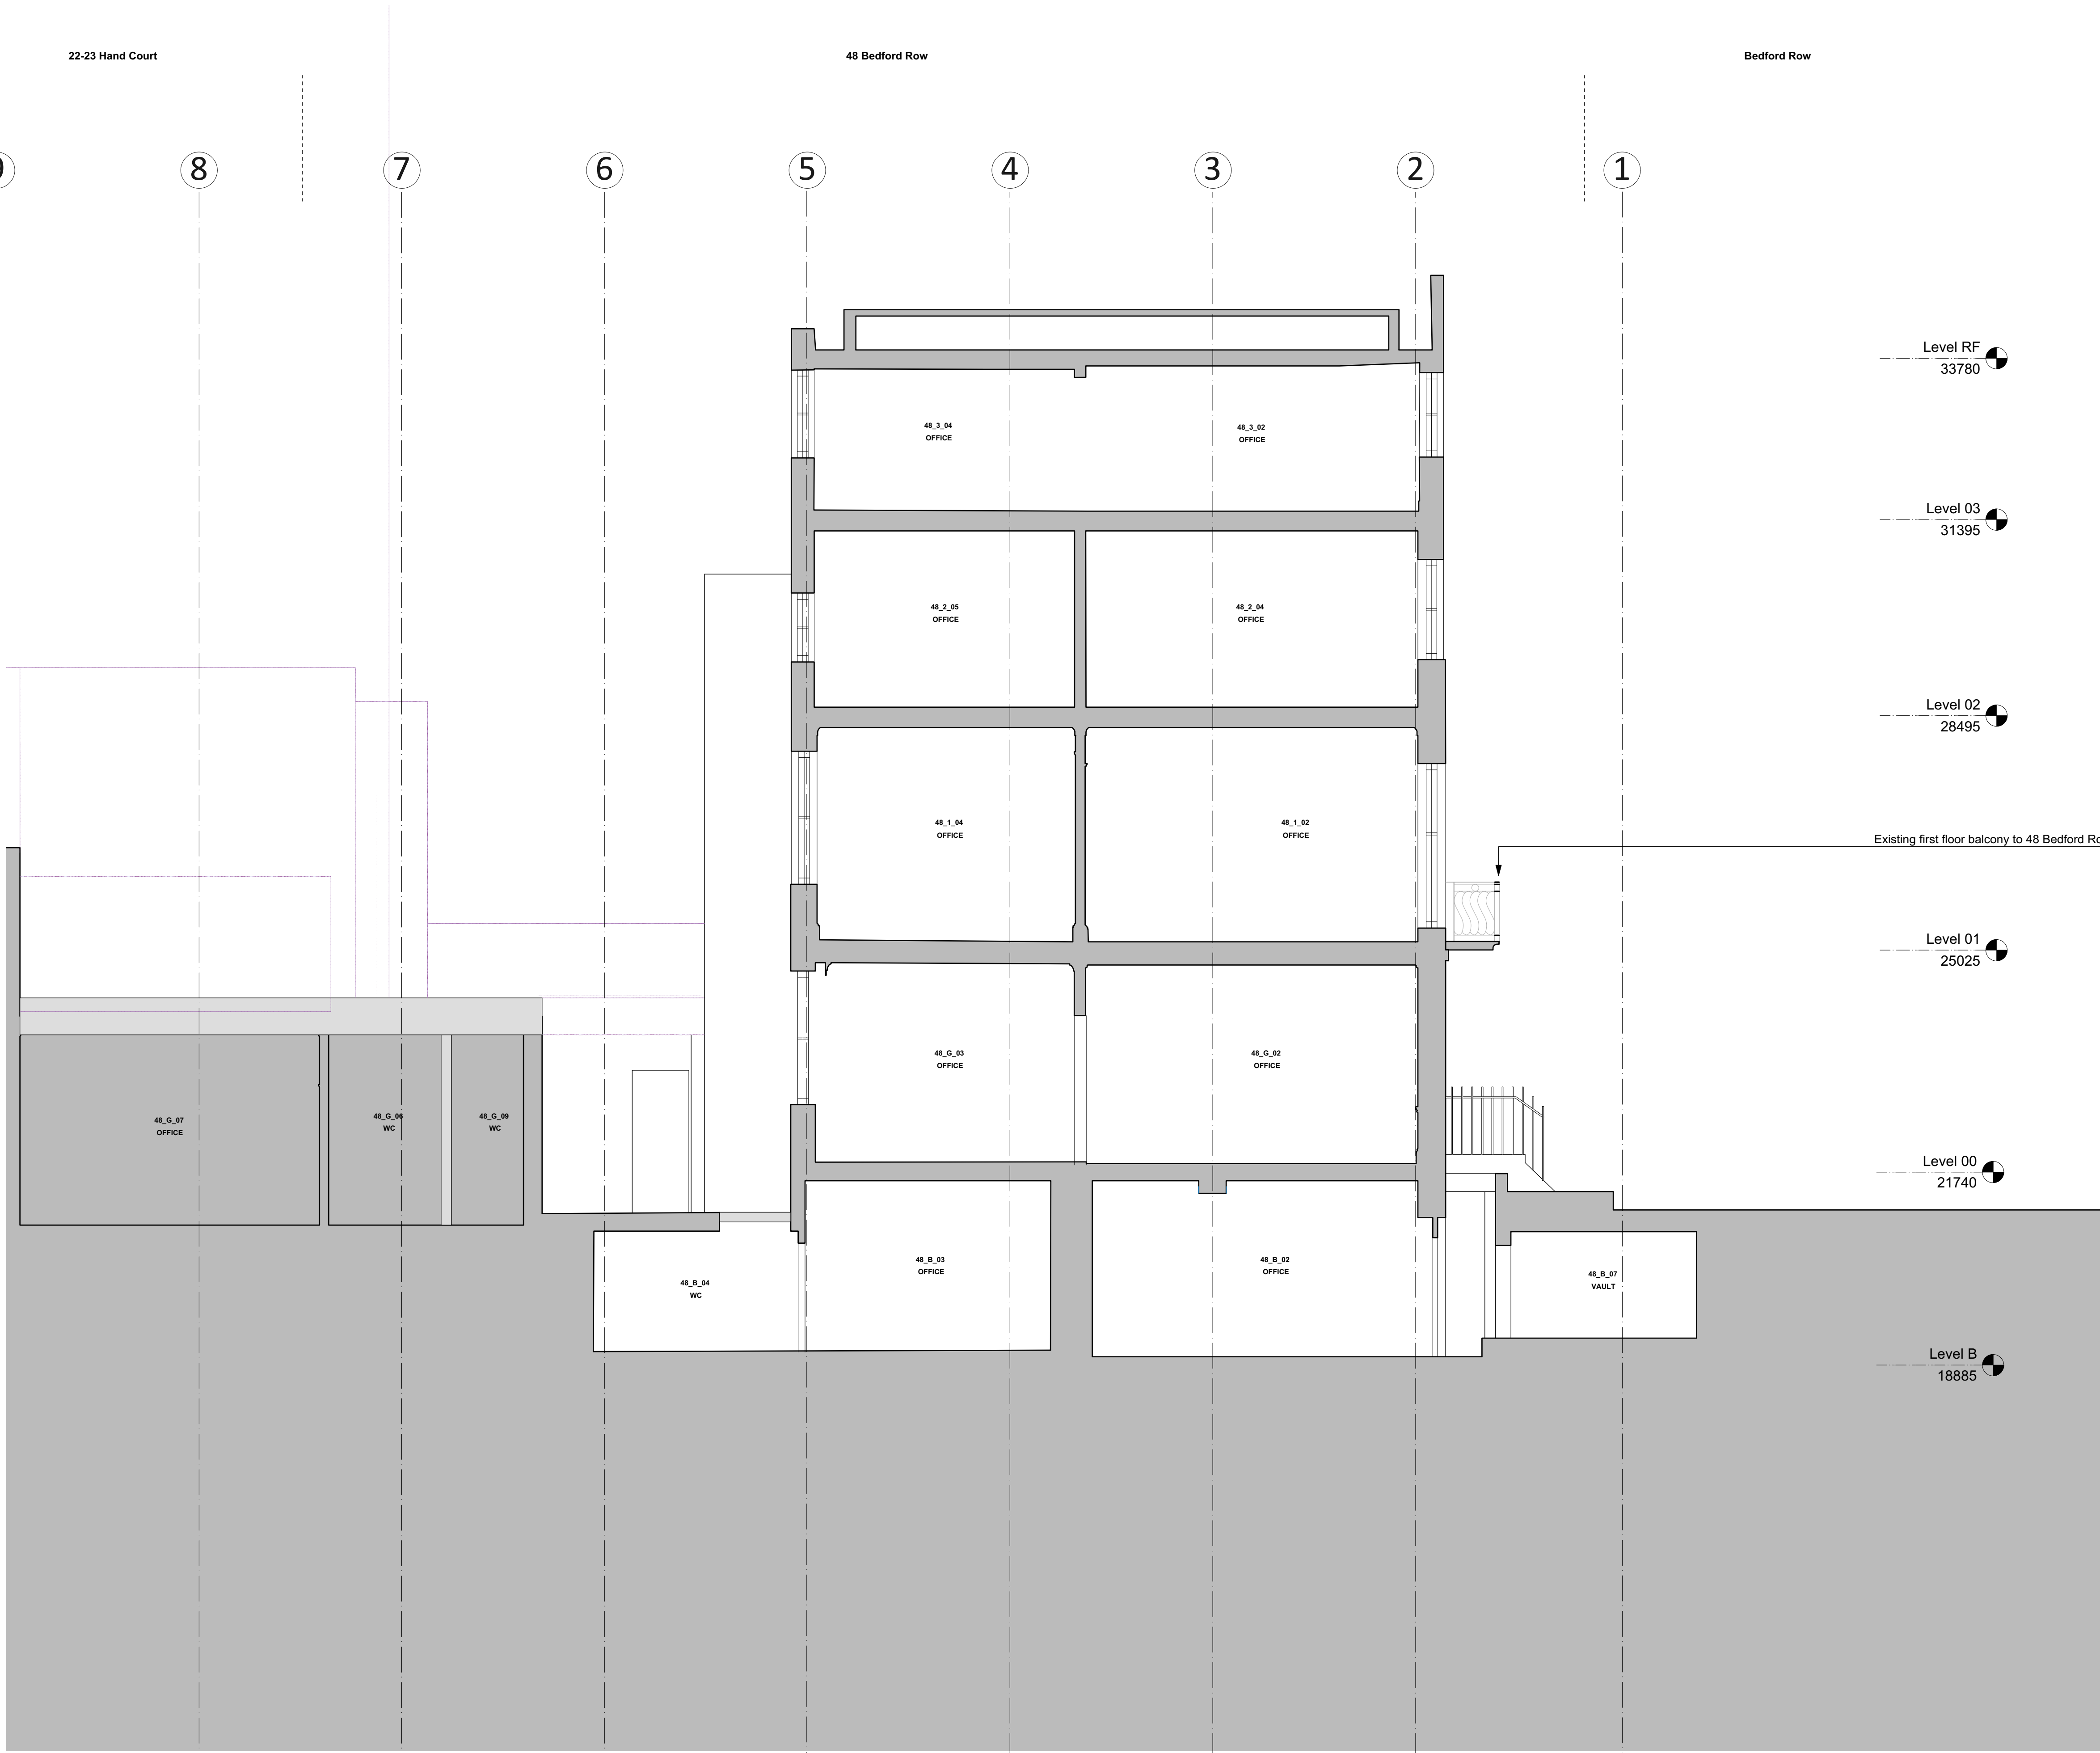 22-23 Hand Court
48 Bedford Row
Bedford Row
8
7
6
5
4
3
2
1
Level RF
33780
48_3_04
OFFICE
48_3_02
OFFICE
Level 03
31395
48_2_05
OFFICE
48_2_04
OFFICE
Level 02
28495
48_1_04
OFFICE
48_1_02
OFFICE
Existing first floor balcony to 48 Bedford
Level 01
25025
48_G_03
OFFICE
48_G_02
OFFICE
48_G_07
OFFICE
48_G_06
WC
48_G_09
WC
Level 00
21740
48_B_04
WC
48_B_03
OFFICE
48_B_02
OFFICE
48_B_07
VAULT
Level B
18885